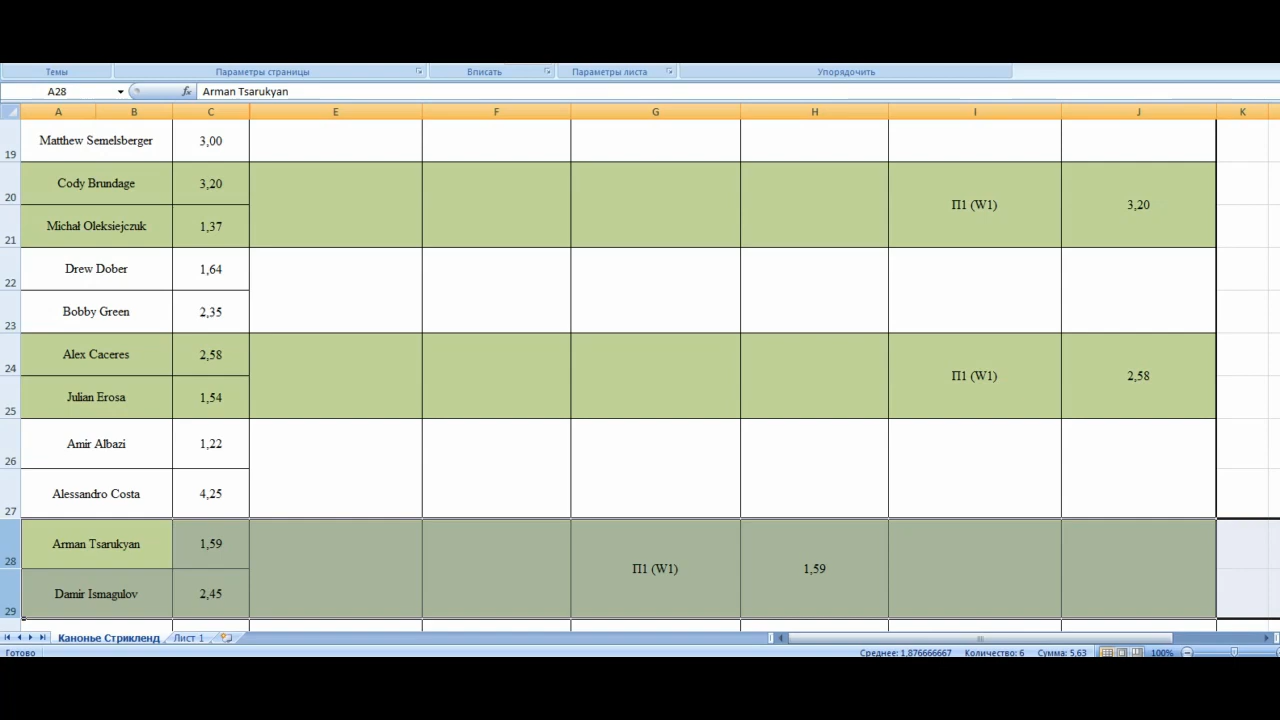 Темы Параметры страницы Вписать Параметры листа Упорядочить
A28 fx Arman Tsarukyan
A B C E F G H I J K
19 Matthew Semelsberger 3,00
20 Cody Brundage 3,20 П1 (W1) 3,20
21 Michał Oleksiejczuk 1,37
22 Drew Dober 1,64
23 Bobby Green 2,35
24 Alex Caceres 2,58 П1 (W1) 2,58
25 Julian Erosa 1,54
26 Amir Albazi 1,22
27 Alessandro Costa 4,25
28 Arman Tsarukyan 1,59 П1 (W1) 1,59
29 Damir Ismagulov 2,45
Канонье Стрикленд Лист 1
Готово Среднее: 1,876666667 Количество: 6 Сумма: 5,63 100%